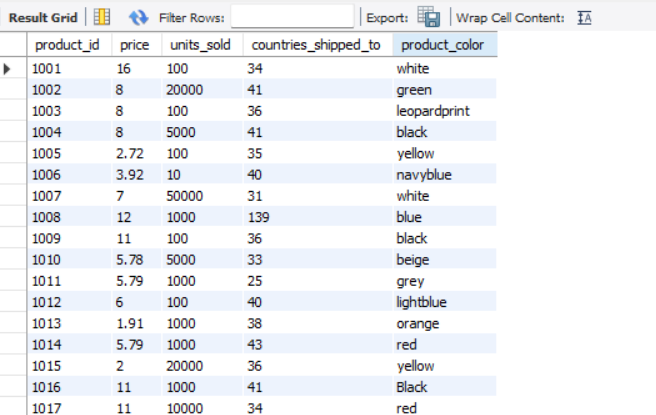 Result Grid Filter Rows: Export: Wrap Cell Content: IA
product_id price units_sold countries_shipped_to product_color
1001 16 100 34 white
1002 8 20000 41 green
1003 8 100 36 leopardprint
1004 8 5000 41 black
1005 2.72 100 35 yellow
1006 3.92 10 40 navyblue
1007 7 50000 31 white
1008 12 1000 139 blue
1009 11 100 36 black
1010 5.78 5000 33 beige
1011 5.79 1000 25 grey
1012 6 100 40 lightblue
1013 1.91 1000 38 orange
1014 5.79 1000 43 red
1015 2 20000 36 yellow
1016 11 1000 41 Black
1017 11 10000 34 red